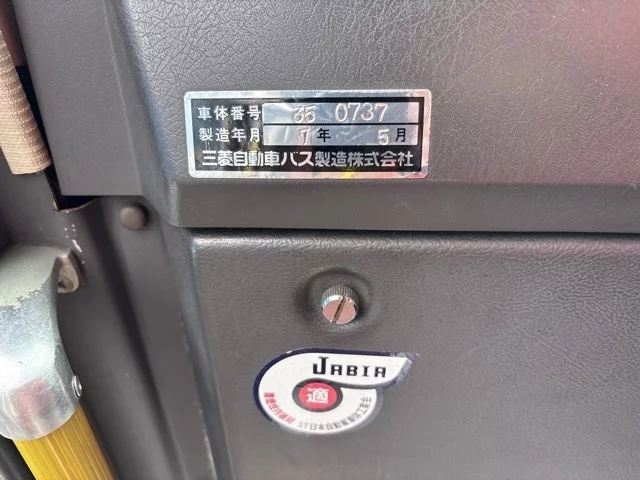 車体番号 35 0737
製造年月 7年 5月
三菱自動車バス製造株式会社
JABIA
適